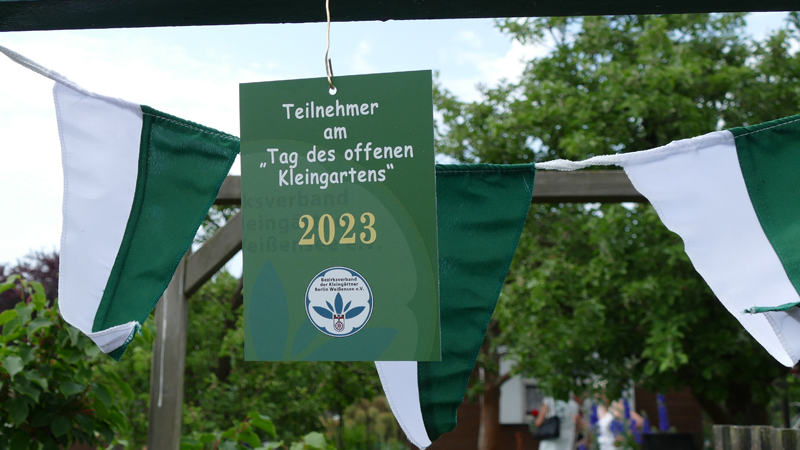 Teilnehmer
am
„Tag des offenen
Kleingartens“
2023
Bezirksverband
der Kleingärtner
Berlin Weißensee e.V.